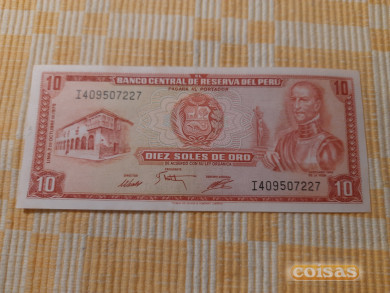 10
BANCO CENTRAL DE RESERVA DEL PERU
10
PAGARA AL PORTADOR
I409507227
DIEZ SOLES DE ORO
I409507227
10
10
coisas